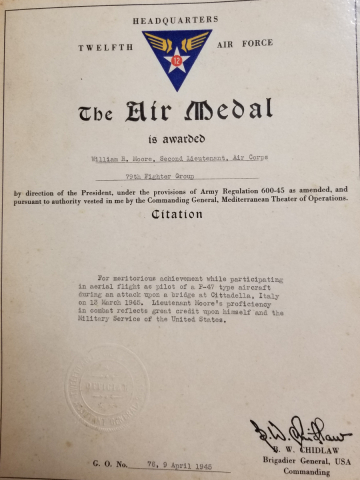 HEADQUARTERS
TWELFTH AIR FORCE
12
The Air Medal
is awarded
William B. Moore, Second Lieutenant, Air Corps
79th Fighter Group
by direction of the President, under the provisions of Army Regulation 600-45 as amended, and
pursuant to authority vested in me by the Commanding General, Mediterranean Theater of Operations.
Citation
For meritorious achievement while participating
in aerial flight as pilot of a P-47 type aircraft
during an attack upon a bridge at Cittadella, Italy
on 13 March 1945. Lieutenant Moore's proficiency
in combat reflects great credit upon himself and the
Military Service of the United States.
B. W. Chidlaw
B. W. CHIDLAW
Brigadier General, USA
Commanding
G. O. No. 76, 9 April 1945